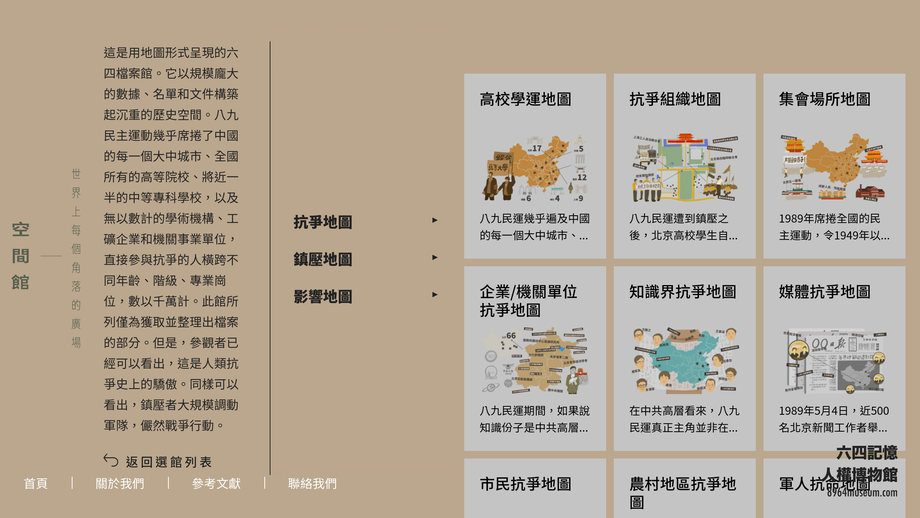 空間館
世界上每個角落的廣場
這是用地圖形式呈現的六
四檔案館。它以規模龐大
的數據、名單和文件構築
起沉重的歷史空間。八九
民主運動幾乎席捲了中國
的每一個大中城市、全國
所有的高等院校、將近一
半的中等專科學校，以及
無以數計的學術機構、工
礦企業和機關事業單位，
直接參與抗爭的人橫跨不
同年齡、階級、專業崗
位，數以千萬計。此館所
列僅為獲取並整理出檔案
的部分。但是，參觀者已
經可以看出，這是人類抗
爭史上的驕傲。同樣可以
看出，鎮壓者大規模調動
軍隊，儼然戰爭行動。
返回選館列表
抗爭地圖
鎮壓地圖
影響地圖
高校學運地圖
17
5
12
6
4
9
八九民運幾乎遍及中國
的每一個大中城市、...
抗爭組織地圖
八九民運遭到鎮壓之
後，北京高校學生自...
集會場所地圖
1989年席捲全國的民
主運動，令1949年以...
企業/機關單位
抗爭地圖
66
八九民運期間，如果說
知識份子是中共高層...
知識界抗爭地圖
在中共高層看來，八九
民運真正主角並非在...
媒體抗爭地圖
1989年5月4日，近500
名北京新聞工作者舉...
市民抗爭地圖
農村地區抗爭地
圖
軍人抗命地圖
六四記憶
人權博物館
8964museum.com
首頁
關於我們
參考文獻
聯絡我們